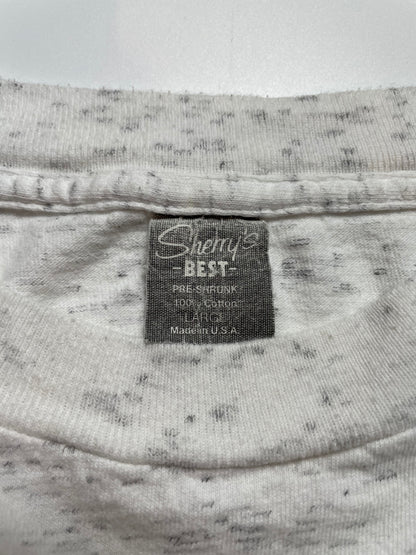 Sherry's
-BEST-
PRE-SHRUNK
100% Cotton
LARGE
Made in U.S.A.